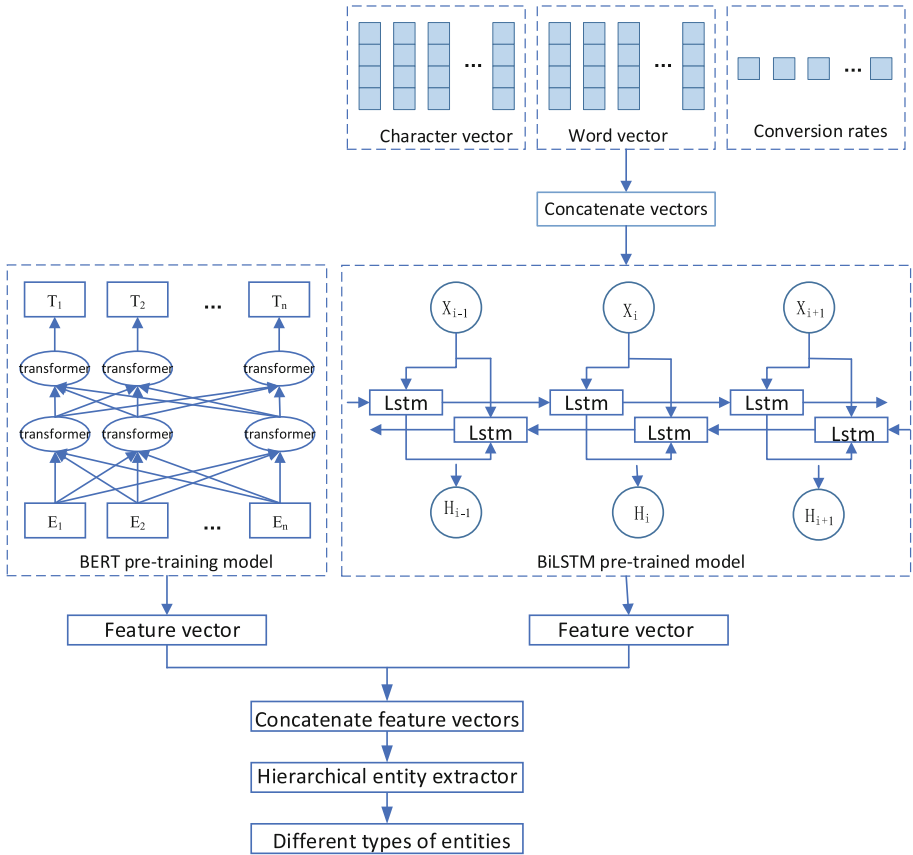 ... ... ...
Character vector Word vector Conversion rates
Concatenate vectors
T1 T2 ... Tn
transformer transformer transformer
transformer transformer transformer
E1 E2 ... En
BERT pre-training model
Xi-1 Xi Xi+1
Lstm Lstm Lstm
Lstm Lstm Lstm
Hi-1 Hi Hi+1
BiLSTM pre-trained model
Feature vector Feature vector
Concatenate feature vectors
Hierarchical entity extractor
Different types of entities